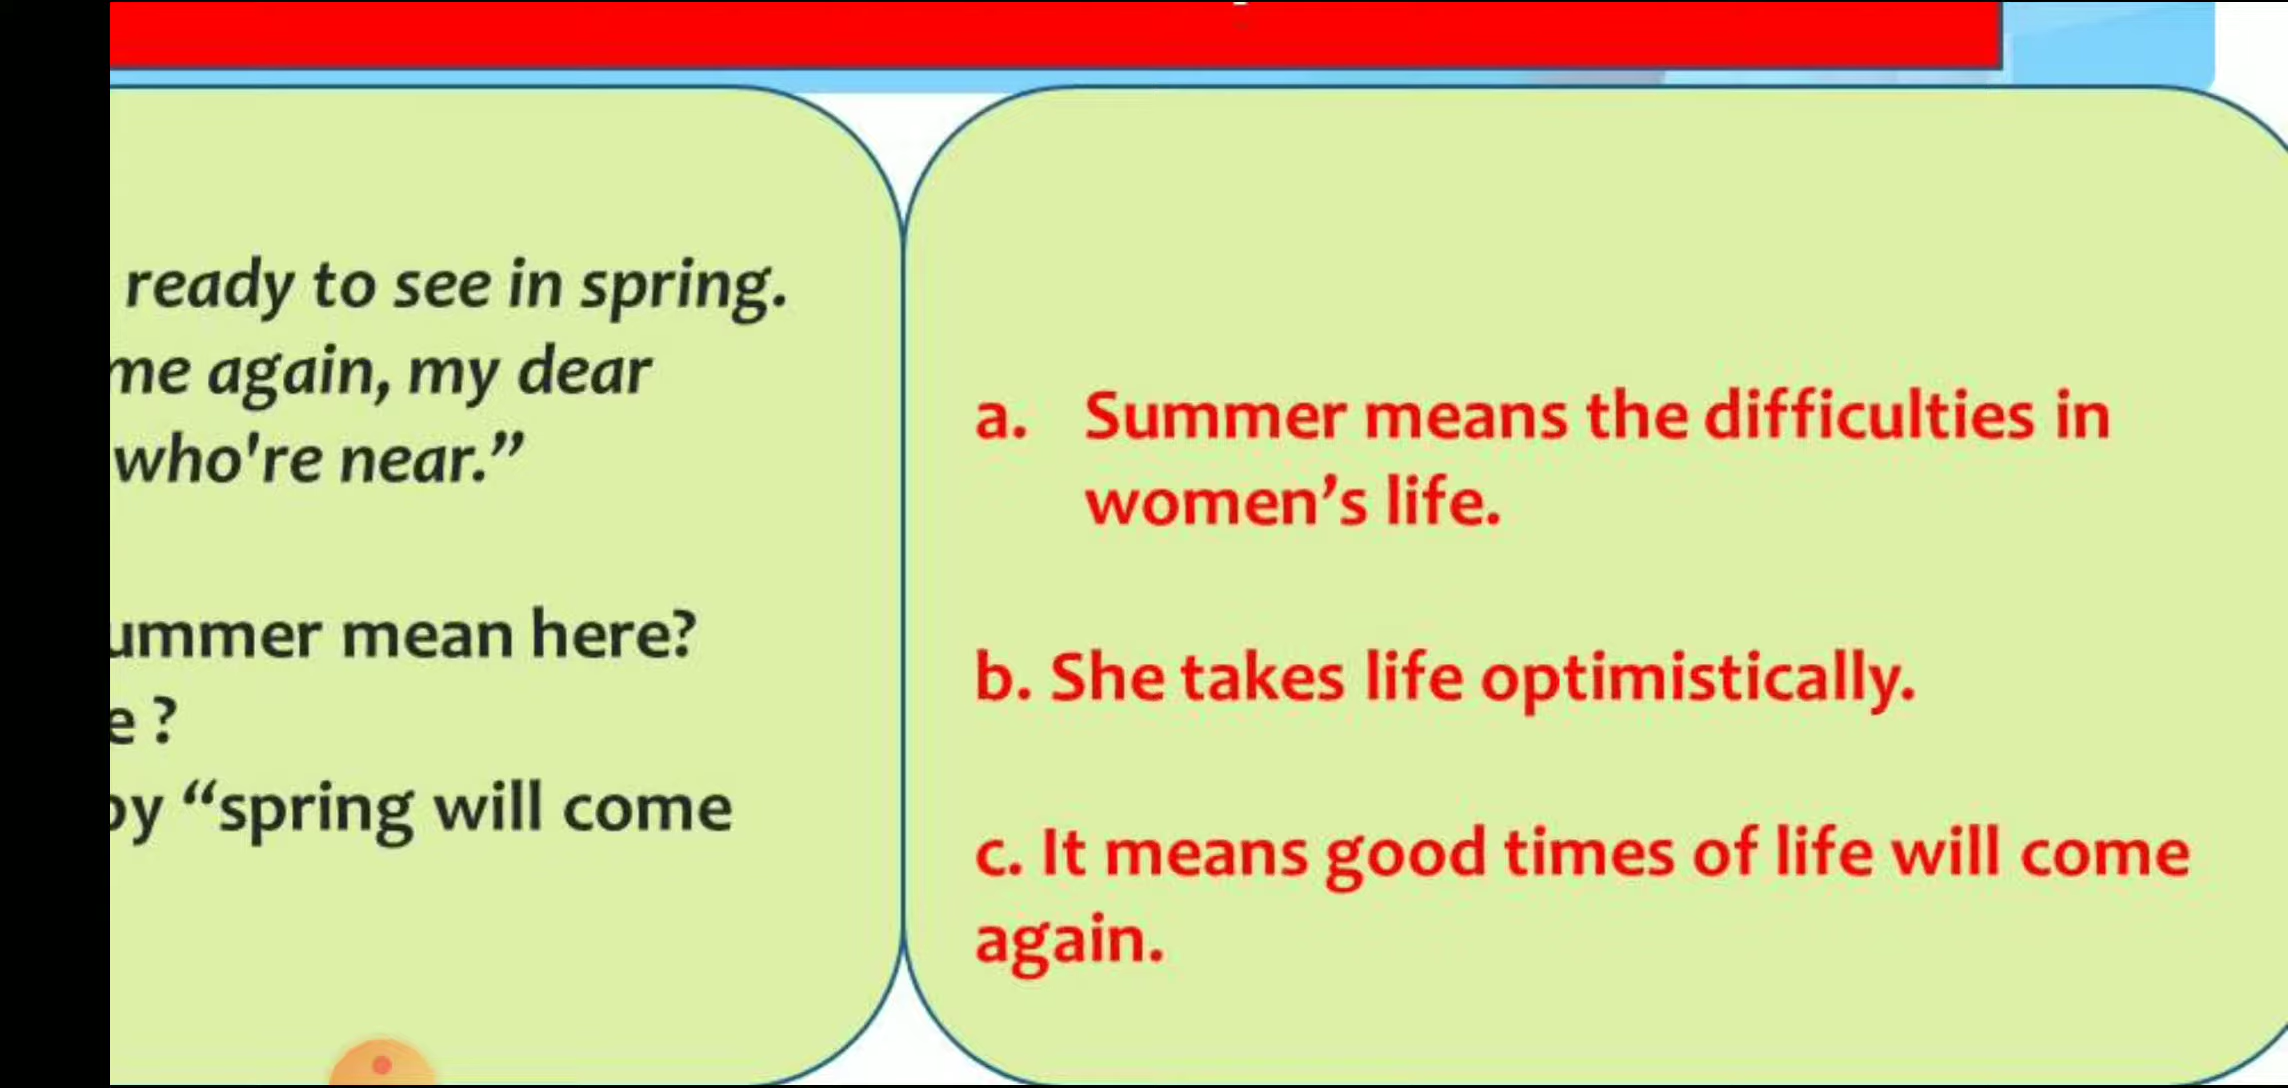 ready to see in spring.
me again, my dear
who're near.”
ummer mean here?
e ?
by “spring will come
a. Summer means the difficulties in
women’s life.
b. She takes life optimistically.
c. It means good times of life will come
again.